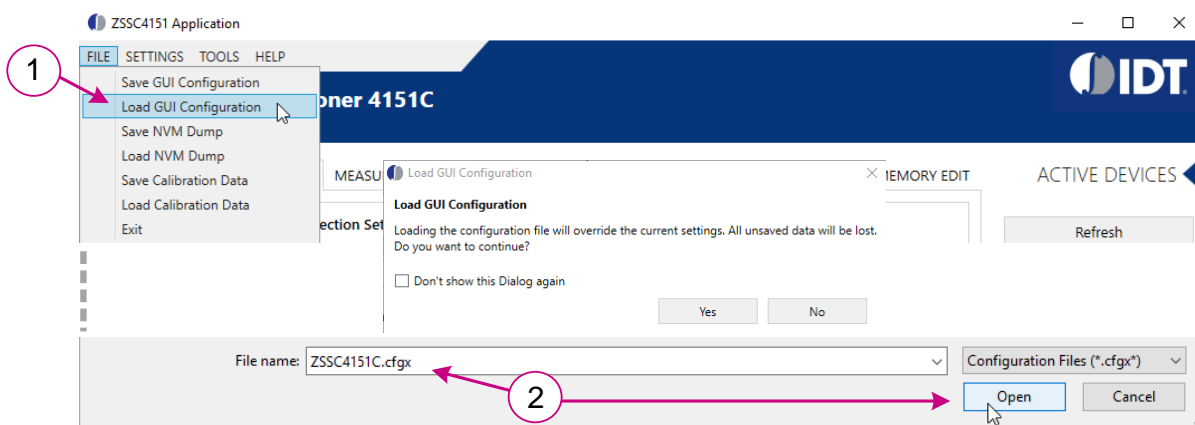 ZSSC4151 Application
FILE SETTINGS TOOLS HELP
IDT
1
Save GUI Configuration
Load GUI Configuration
oner 4151C
Save NVM Dump
Load NVM Dump
Save Calibration Data
Load Calibration Data
Exit
MEASU
EMORY EDIT
ACTIVE DEVICES
ection Set
Refresh
Load GUI Configuration
Load GUI Configuration
Loading the configuration file will override the current settings. All unsaved data will be lost.
Do you want to continue?
Don't show this Dialog again
Yes No
File name: ZSSC4151C.cfgx Configuration Files (*.cfgx*)
2
Open Cancel